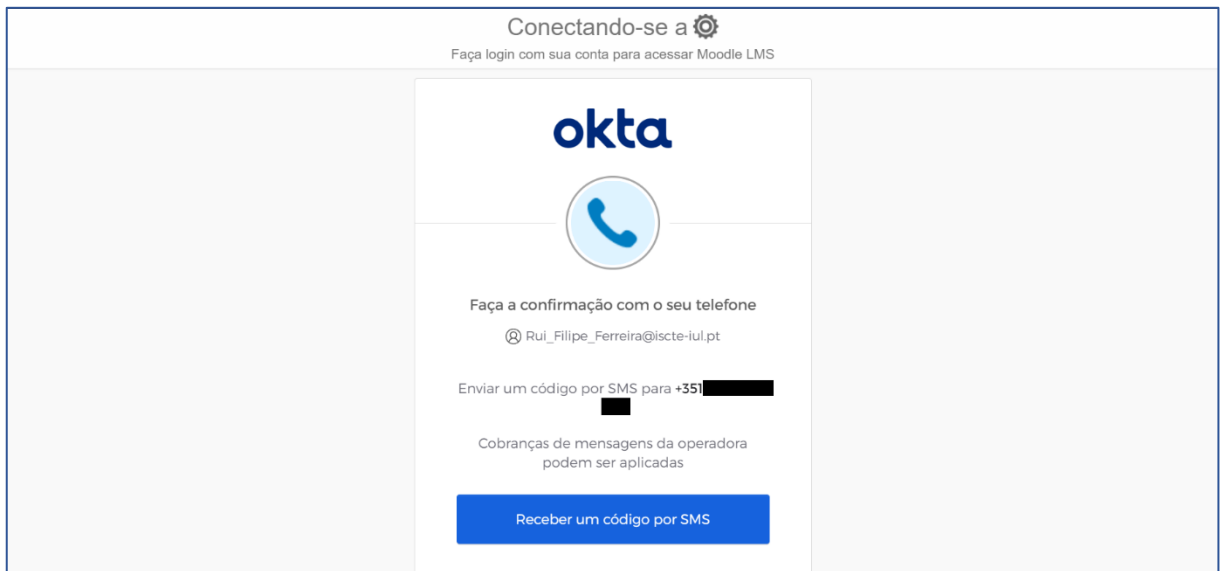 Conectando-se a
Faça login com sua conta para acessar Moodle LMS
okta
Faça a confirmação com o seu telefone
Rui_Filipe_Ferreira@iscte-iul.pt
Enviar um código por SMS para +351
Cobranças de mensagens da operadora
podem ser aplicadas
Receber um código por SMS